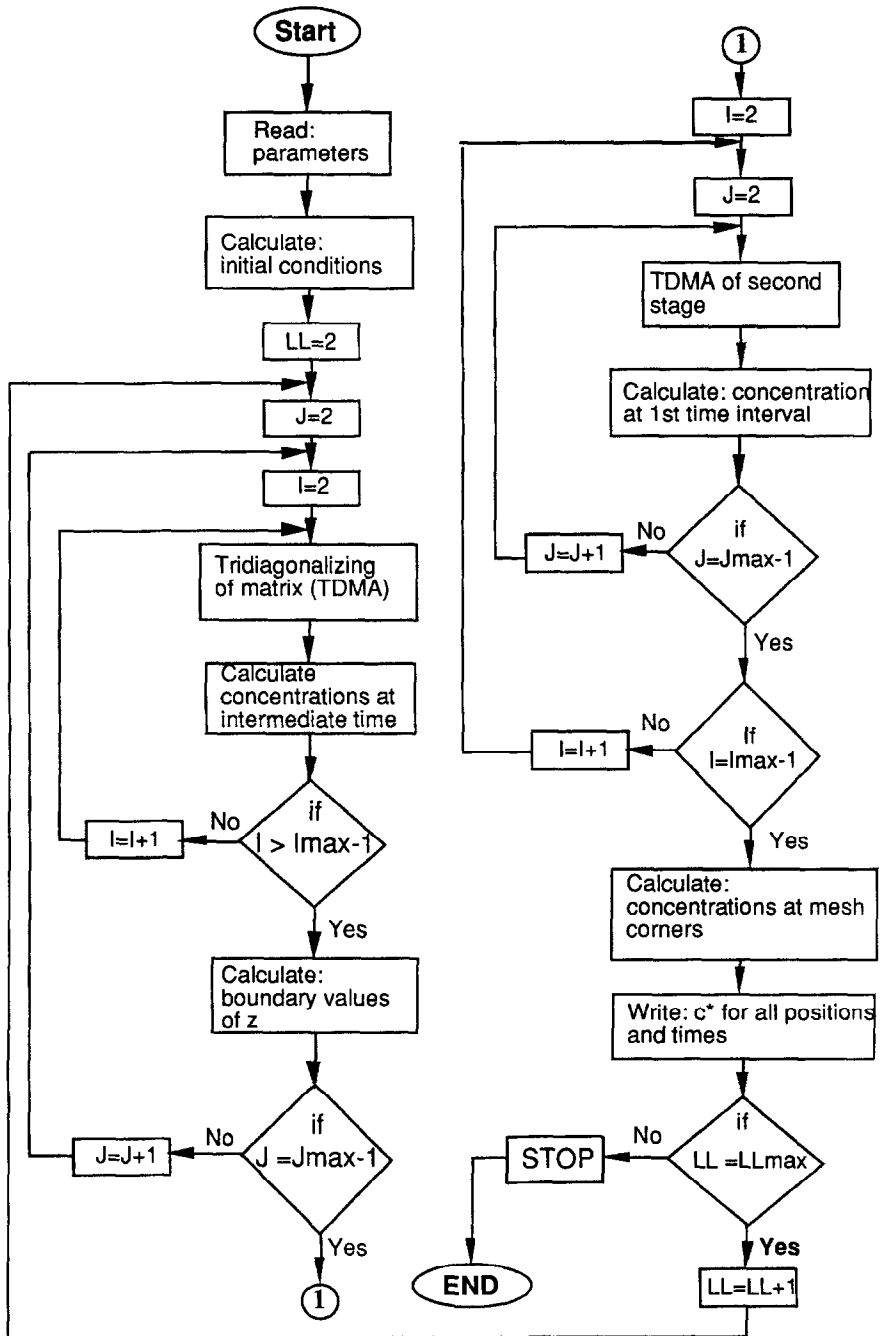 Start
Read:
parameters
Calculate:
initial conditions
LL=2
J=2
I=2
Tridiagonalizing
of matrix (TDMA)
Calculate
concentrations at
intermediate time
if
I > Imax-1
No
I=I+1
Yes
Calculate:
boundary values
of z
if
J =Jmax-1
No
J=J+1
Yes
1
1
I=2
J=2
TDMA of second
stage
Calculate: concentration
at 1st time interval
if
J=Jmax-1
No
J=J+1
Yes
If
I=Imax-1
No
I=I+1
Yes
Calculate:
concentrations at mesh
corners
Write: c* for all positions
and times
if
LL =LLmax
No
STOP
END
Yes
LL=LL+1